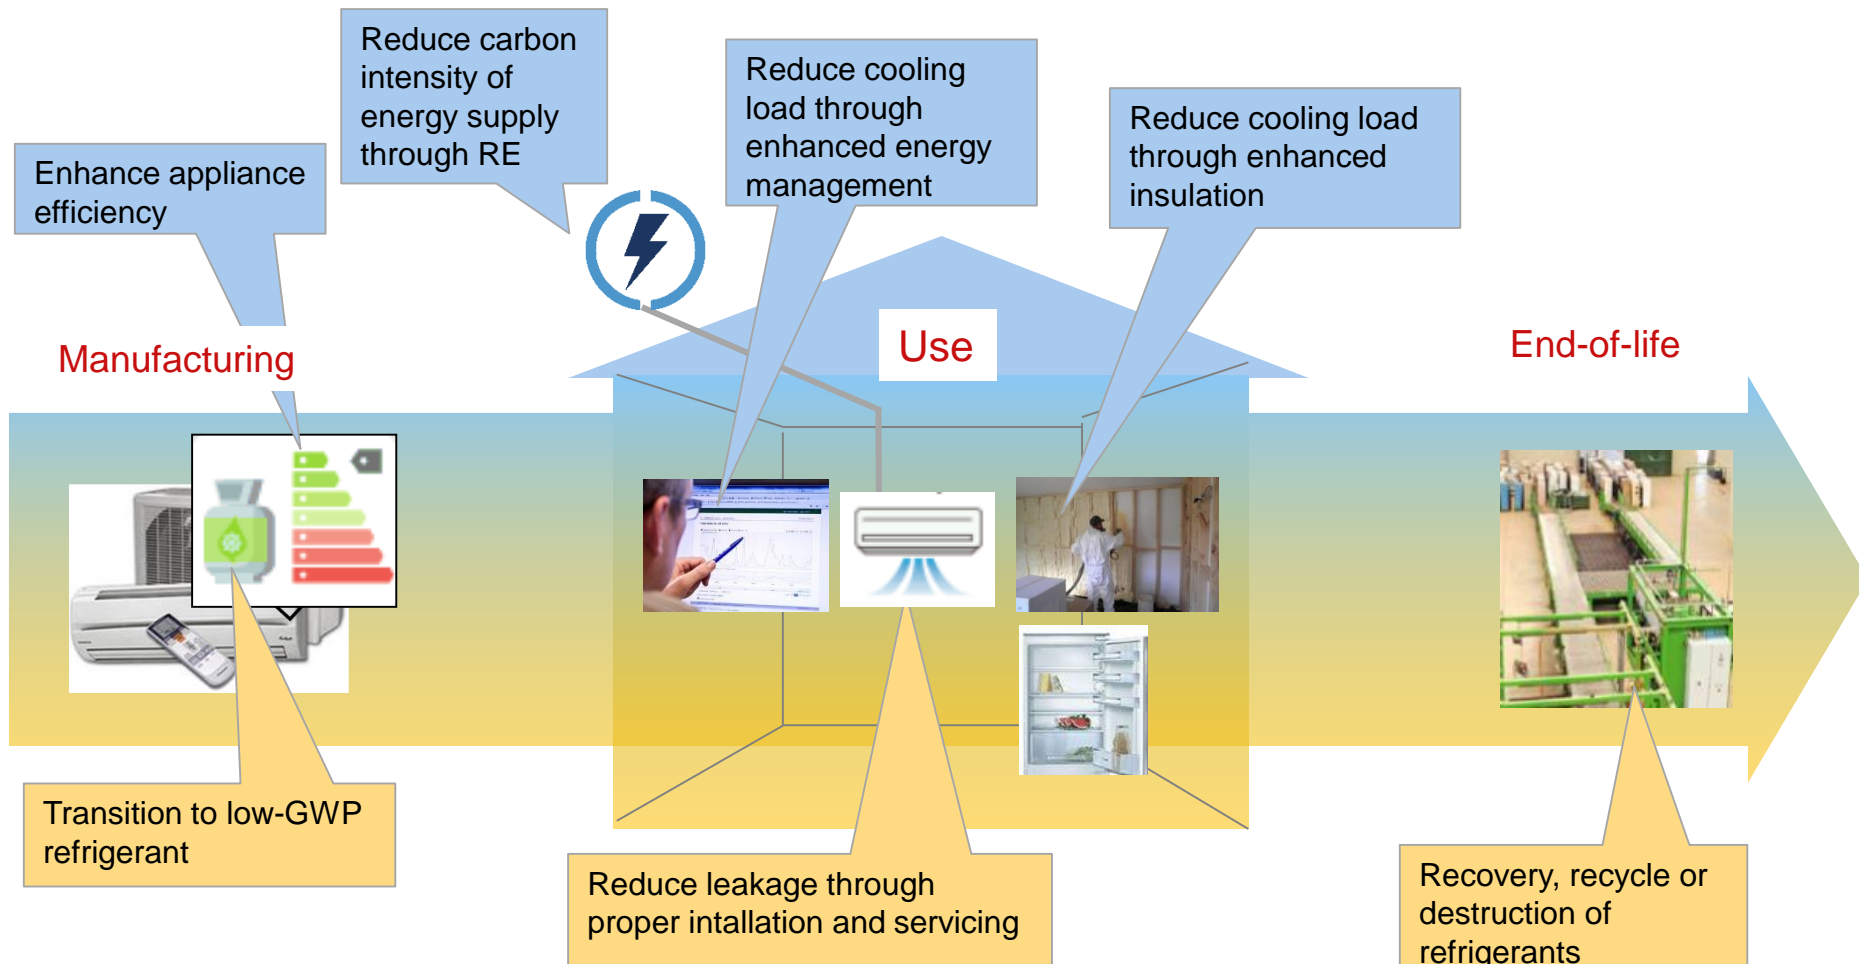 Reduce carbon
intensity of
energy supply
through RE
Reduce cooling
load through
enhanced energy
management
Reduce cooling load
through enhanced
insulation
Enhance appliance
efficiency
Manufacturing
Use
End-of-life
Transition to low-GWP
refrigerant
Reduce leakage through
proper intallation and servicing
Recovery, recycle or
destruction of
refrigerants